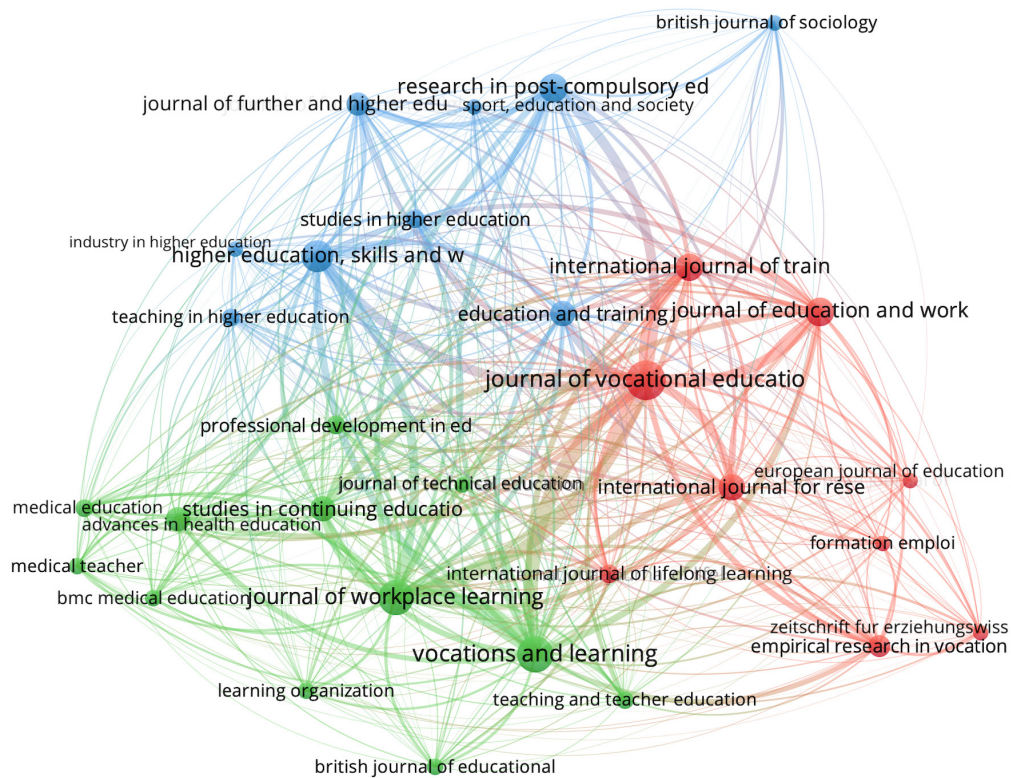 british journal of sociology
research in post-compulsory ed
journal of further and higher edu
sport, education and society
studies in higher education
industry in higher education
higher education, skills and w
international journal of train
teaching in higher education
education and training
journal of education and work
journal of vocational educatio
professional development in ed
european journal of education
journal of technical education
international journal for rese
medical education
studies in continuing educatio
advances in health education
formation emploi
medical teacher
international journal of lifelong learning
bmc medical education
journal of workplace learning
zeitschrift fur erziehungswiss
empirical research in vocation
vocations and learning
learning organization
teaching and teacher education
british journal of educational